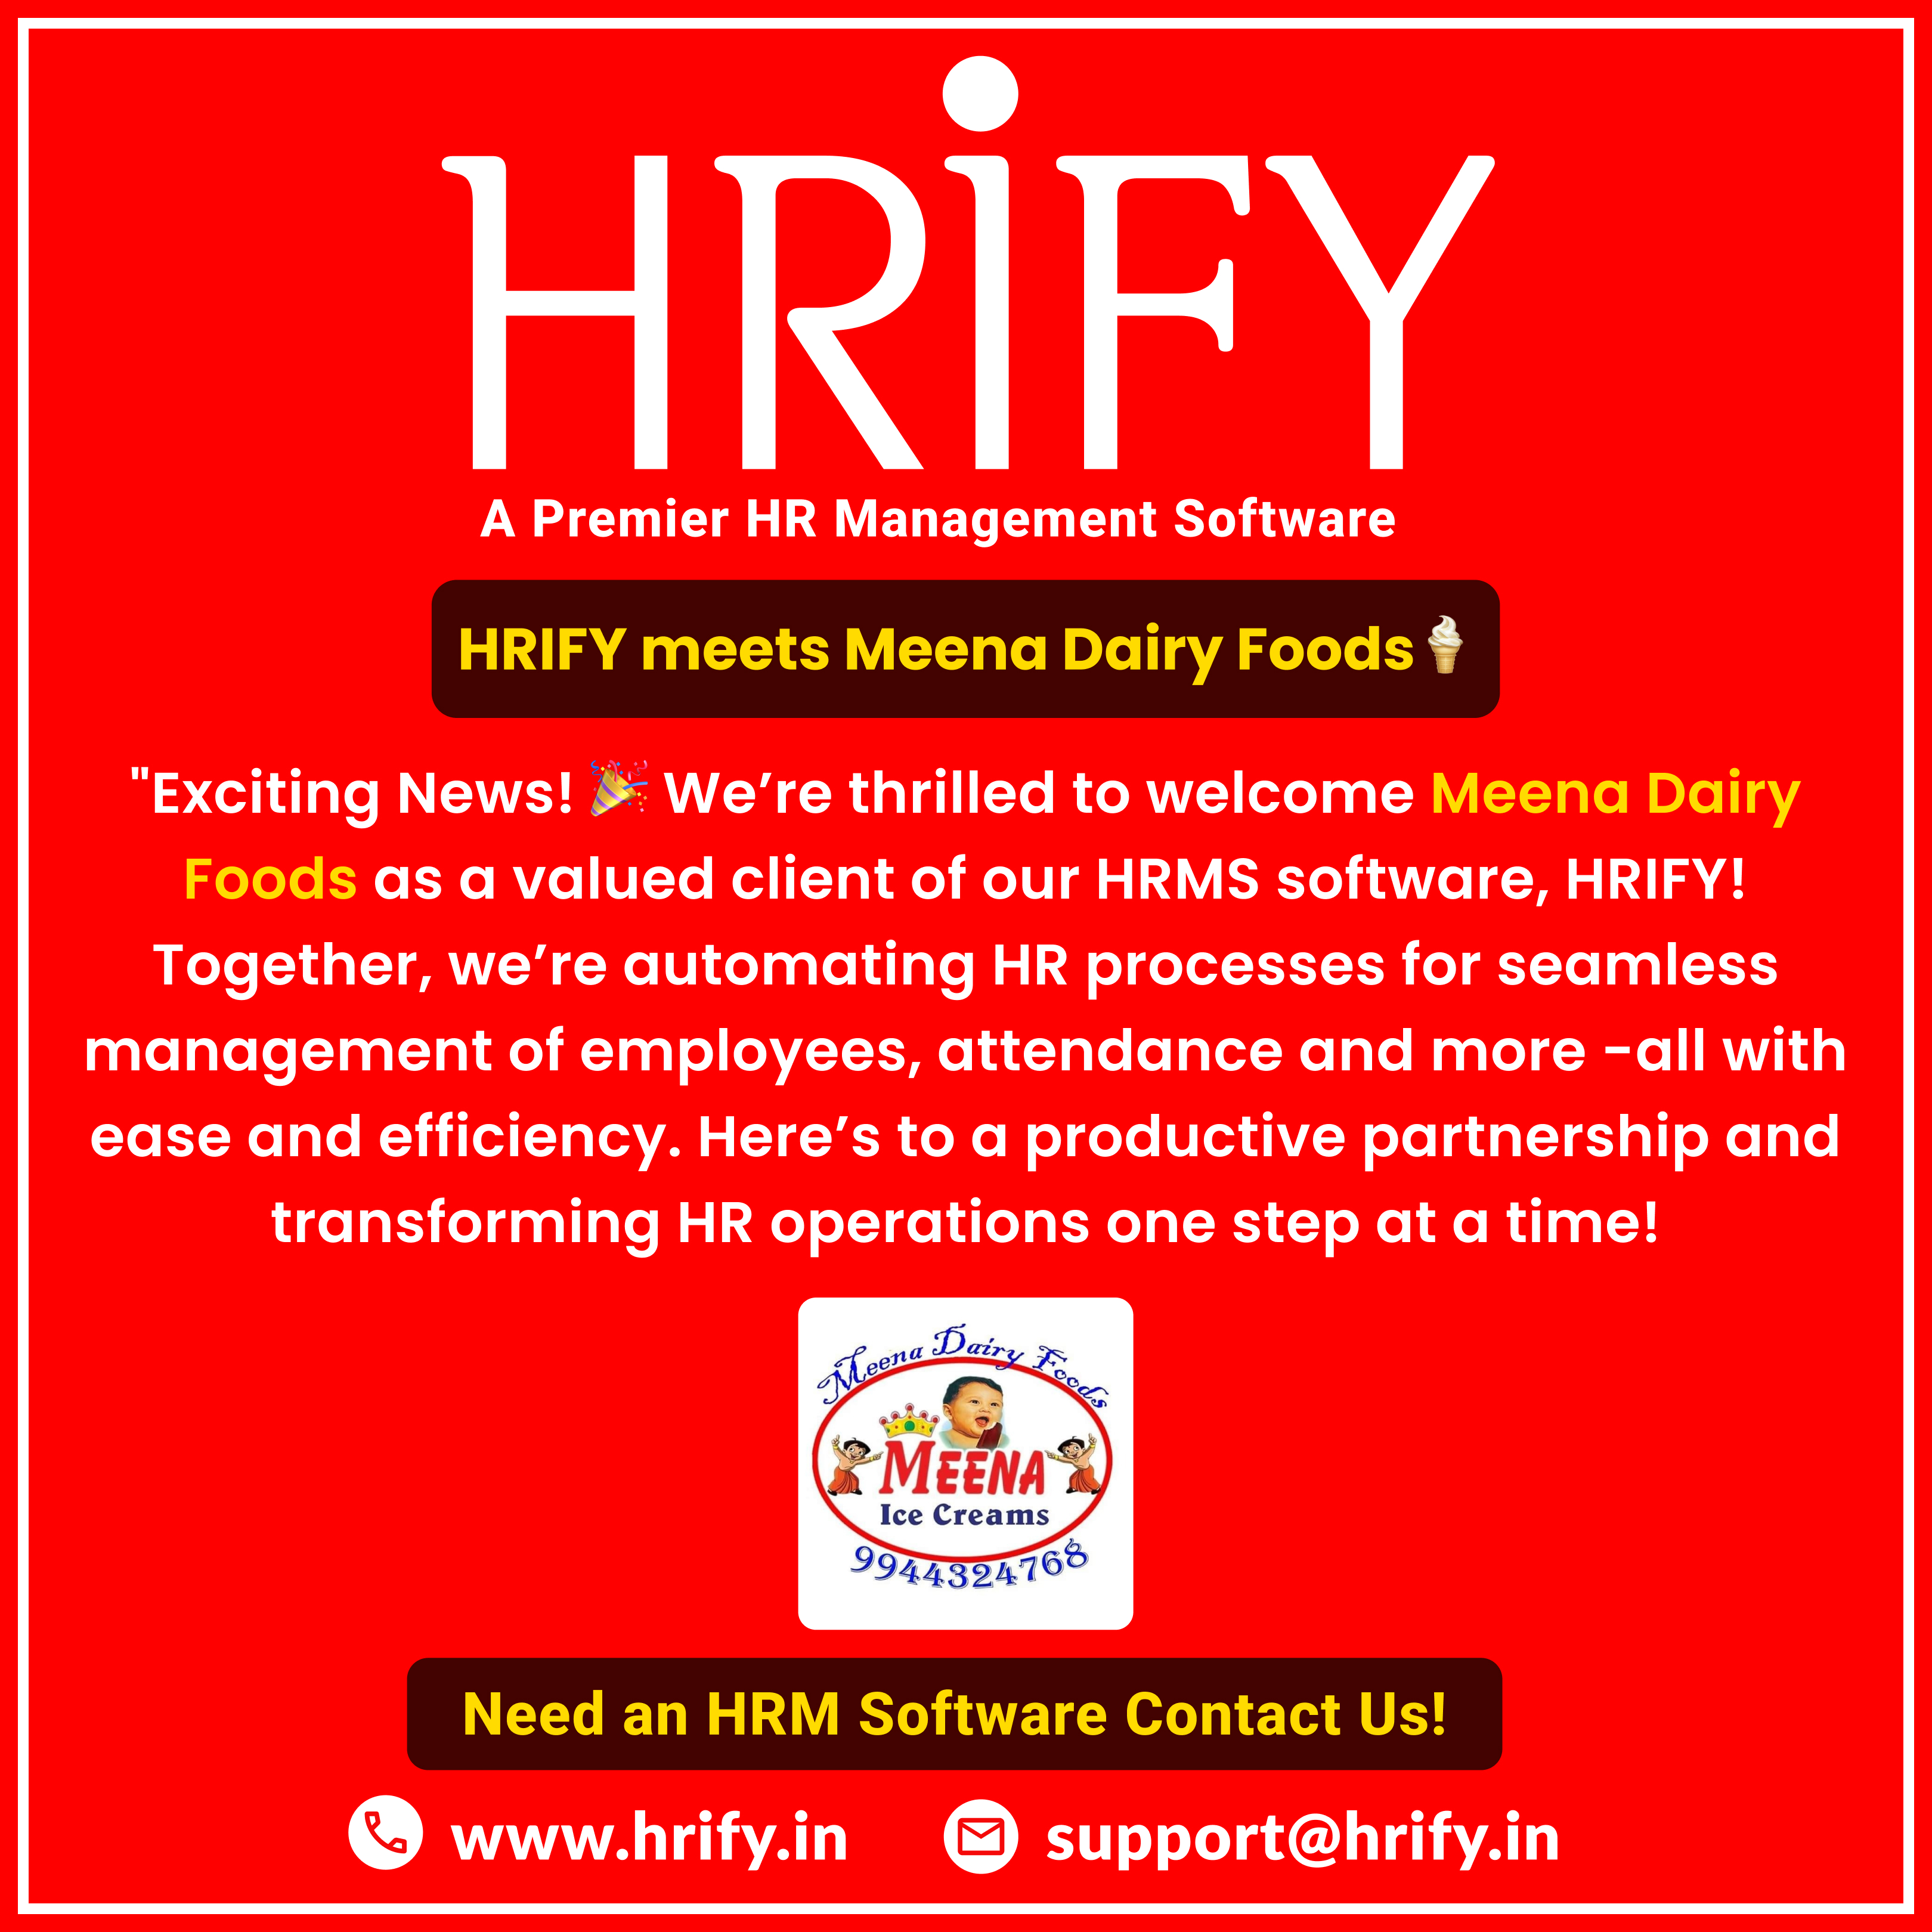 HRIFY
A Premier HR Management Software
HRIFY meets Meena Dairy Foods🍦
"Exciting News! 🎉 We’re thrilled to welcome Meena Dairy
Foods as a valued client of our HRMS software, HRIFY!
Together, we’re automating HR processes for seamless
management of employees, attendance and more -all with
ease and efficiency. Here’s to a productive partnership and
transforming HR operations one step at a time!
Meena Dairy Foods
MEENA
Ice Creams
9944324768
Need an HRM Software Contact Us!
www.hrify.in
support@hrify.in